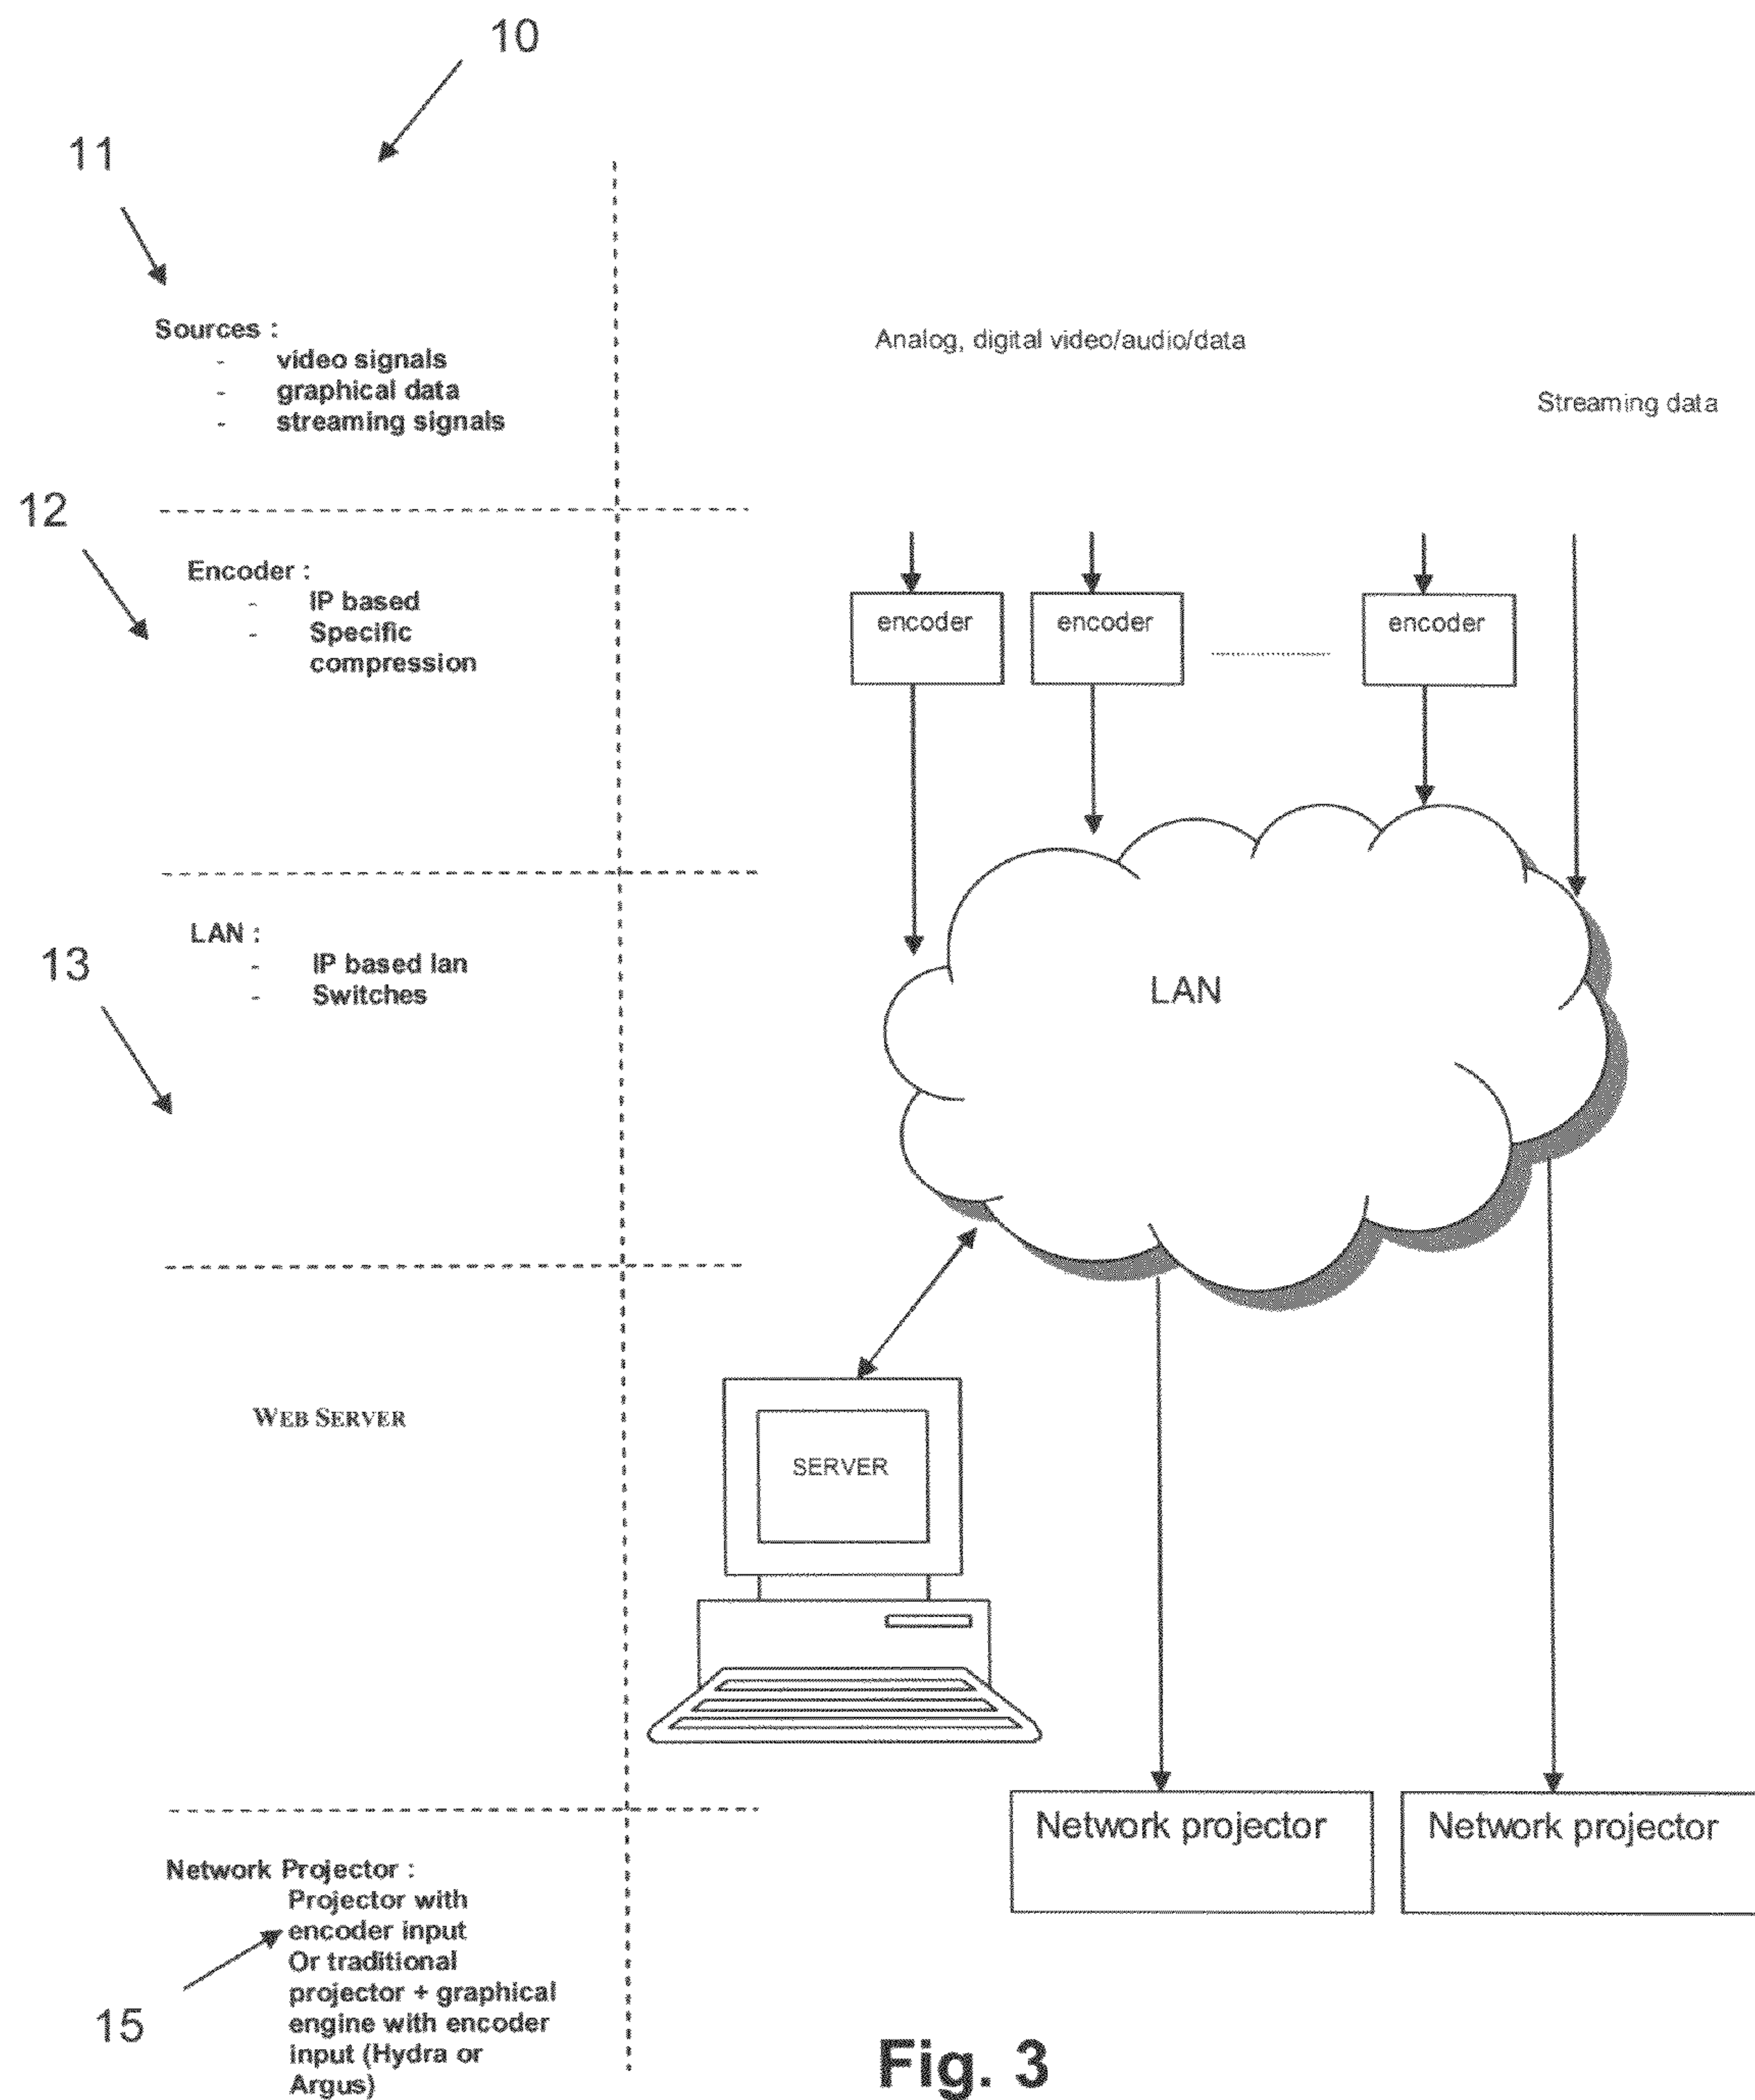 10
11
Sources :
- video signals
- graphical data
- streaming signals
Analog, digital video/audio/data
Streaming data
12
Encoder :
- IP based
- Specific
compression
encoder
encoder
encoder
13
LAN :
- IP based lan
- Switches
LAN
WEB SERVER
SERVER
Network projector
Network projector
Network Projector :
Projector with
encoder input
Or traditional
projector + graphical
engine with encoder
input (Hydra or
Argus)
15
Fig. 3